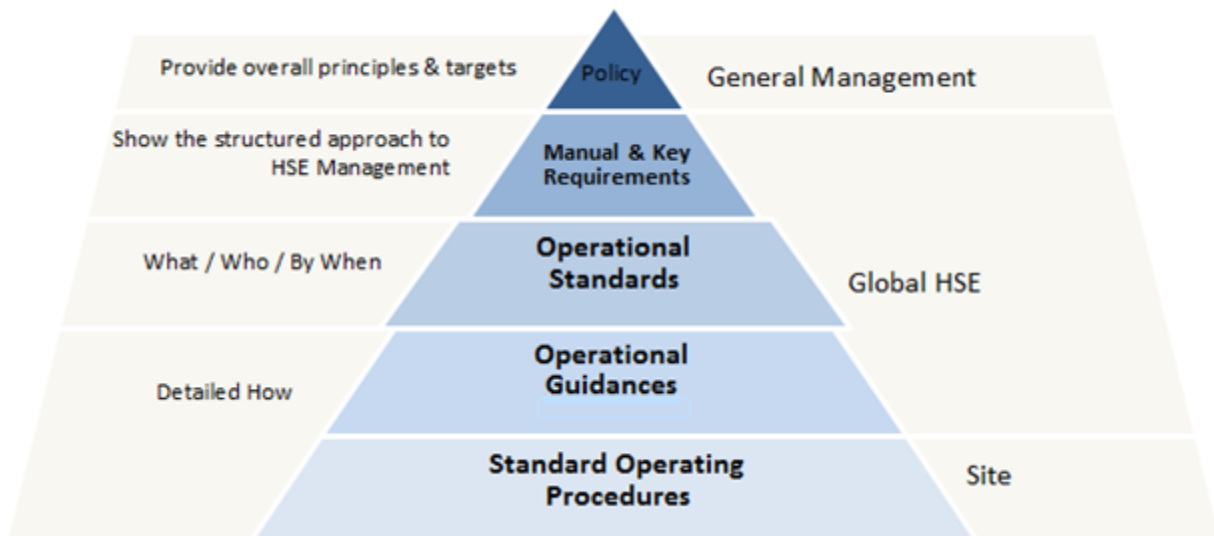 Provide overall principles & targets
Policy
General Management
Show the structured approach to
HSE Management
Manual & Key
Requirements
What / Who / By When
Operational
Standards
Global HSE
Operational
Guidances
Detailed How
Standard Operating
Procedures
Site